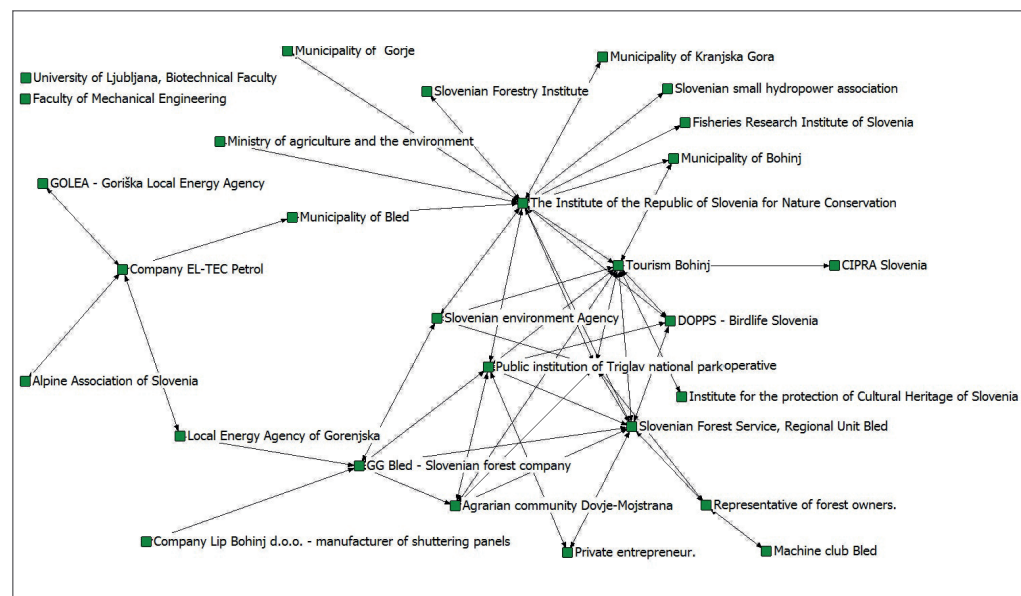 Municipality of Gorje
Municipality of Kranjska Gora
University of Ljubljana, Biotechnical Faculty
Slovenian Forestry Institute
Slovenian small hydropower association
Faculty of Mechanical Engineering
Fisheries Research Institute of Slovenia
Ministry of agriculture and the environment
Municipality of Bohinj
GOLEA - Goriška Local Energy Agency
The Institute of the Republic of Slovenia for Nature Conservation
Municipality of Bled
Company EL-TEC Petrol
Tourism Bohinj
CIPRA Slovenia
Slovenian environment Agency
DOPPS - Birdlife Slovenia
Public institution of Triglav national park
operative
Alpine Association of Slovenia
Institute for the protection of Cultural Heritage of Slovenia
Slovenian Forest Service, Regional Unit Bled
Local Energy Agency of Gorenjska
GG Bled - Slovenian forest company
Agrarian community Dovje-Mojstrana
Representative of forest owners.
Company Lip Bohinj d.o.o. - manufacturer of shuttering panels
Private entrepreneur.
Machine club Bled